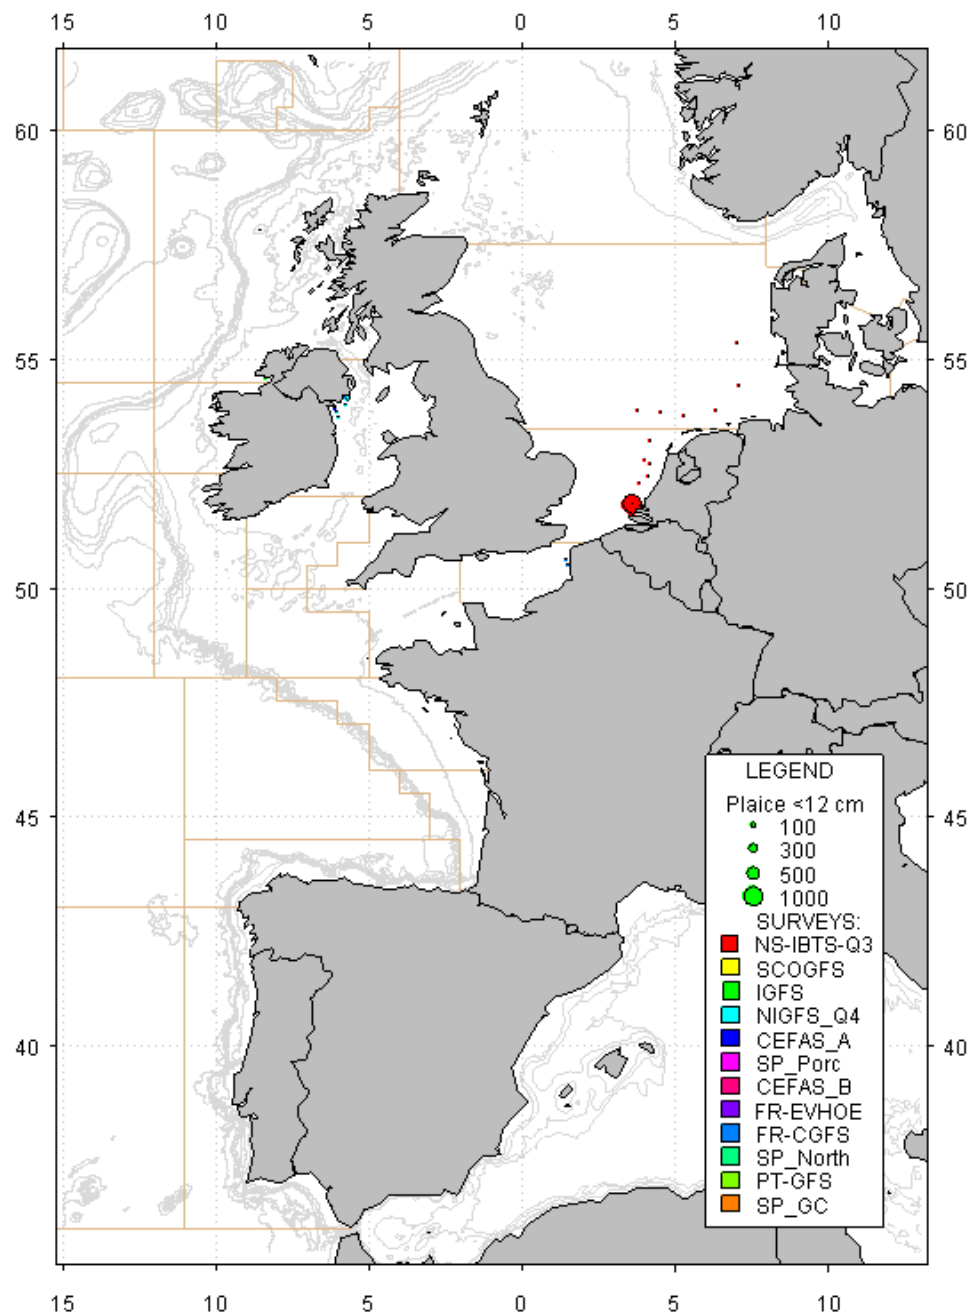 15 10 5 0 5 10
60 60
55 55
50 50
45 45
40 40
LEGEND
Plaice <12 cm
100
300
500
1000
SURVEYS:
NS-IBTS-Q3
SCOGFS
IGFS
NIGFS_Q4
CEFAS_A
SP_Porc
CEFAS_B
FR-EVHOE
FR-CGFS
SP_North
PT-GFS
SP_GC
15 10 5 0 5 10